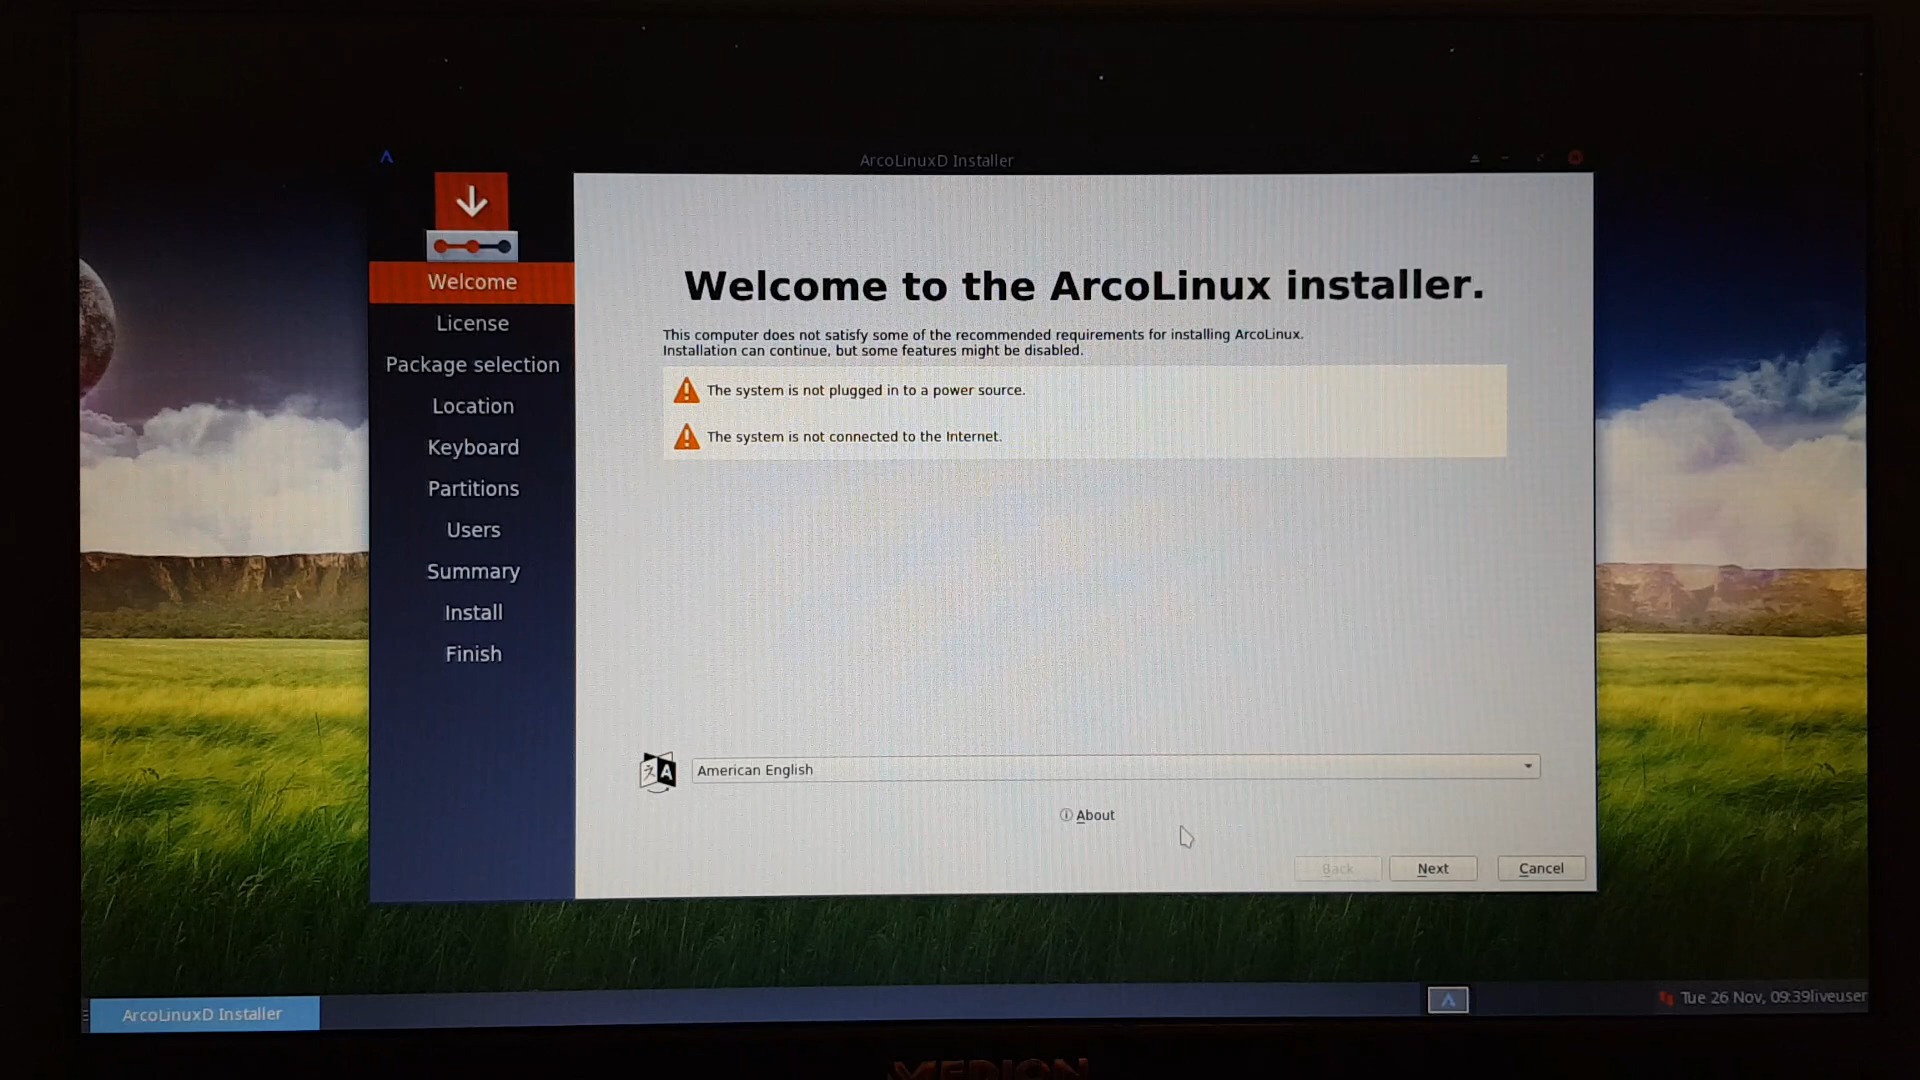 ArcoLinuxD Installer
Welcome
License
Package selection
Location
Keyboard
Partitions
Users
Summary
Install
Finish
Welcome to the ArcoLinux installer.
This computer does not satisfy some of the recommended requirements for installing ArcoLinux.
Installation can continue, but some features might be disabled.
The system is not plugged in to a power source.
The system is not connected to the Internet.
American English
About
Back
Next
Cancel
ArcoLinuxD Installer
Tue 26 Nov, 09:39liveuser
MEDION